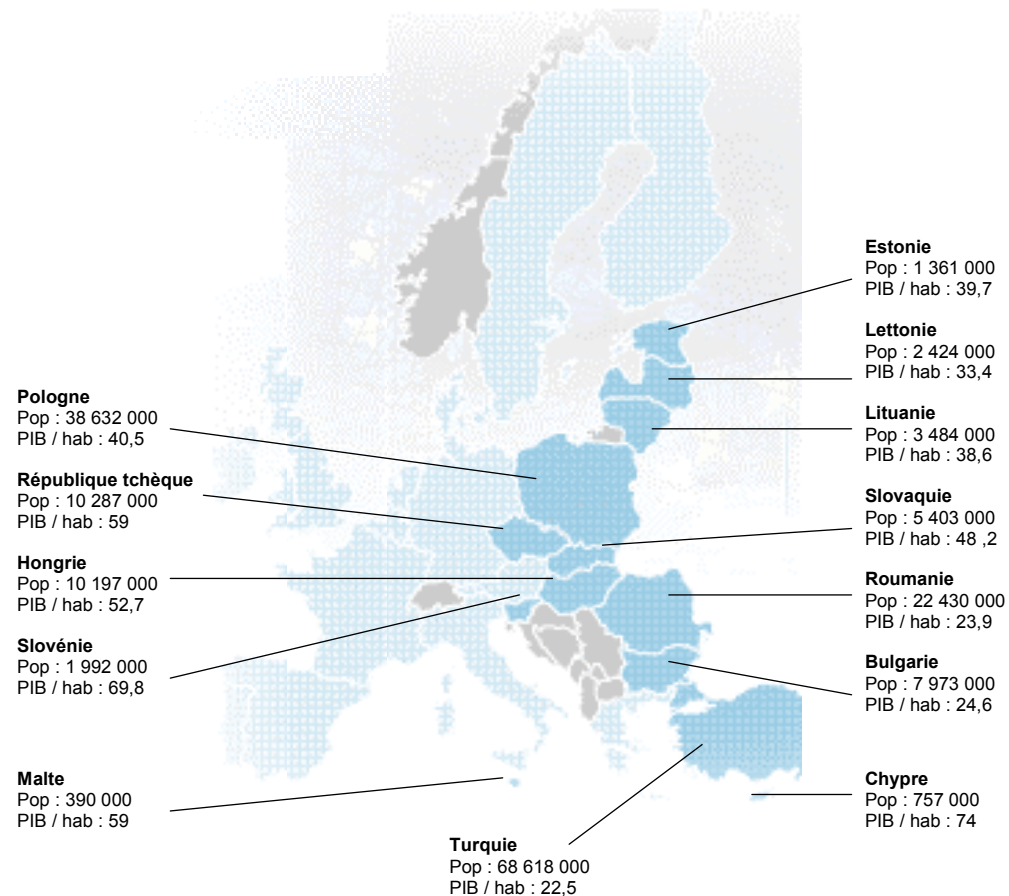 Estonie
Pop : 1 361 000
PIB / hab : 39,7
Lettonie
Pop : 2 424 000
PIB / hab : 33,4
Pologne
Pop : 38 632 000
PIB / hab : 40,5
Lituanie
Pop : 3 484 000
PIB / hab : 38,6
République tchèque
Pop : 10 287 000
PIB / hab : 59
Slovaquie
Pop : 5 403 000
PIB / hab : 48 ,2
Hongrie
Pop : 10 197 000
PIB / hab : 52,7
Roumanie
Pop : 22 430 000
PIB / hab : 23,9
Slovénie
Pop : 1 992 000
PIB / hab : 69,8
Bulgarie
Pop : 7 973 000
PIB / hab : 24,6
Malte
Pop : 390 000
PIB / hab : 59
Chypre
Pop : 757 000
PIB / hab : 74
Turquie
Pop : 68 618 000
PIB / hab : 22,5